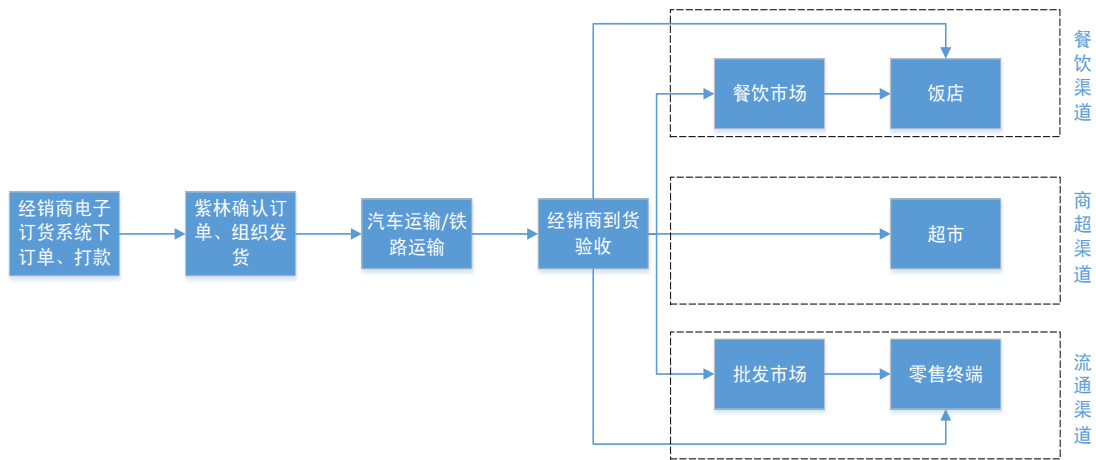 经销商电子
订货系统下
订单、打款
紫林确认订
单、组织发
货
汽车运输/铁
路运输
经销商到货
验收
餐饮市场
饭店
餐饮渠道
超市
商超渠道
批发市场
零售终端
流通渠道